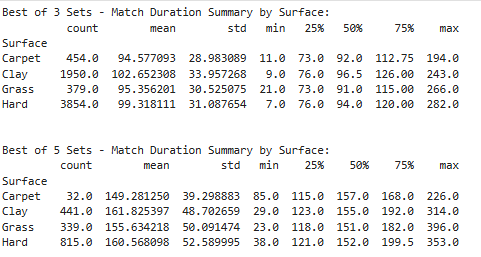 Best of 3 Sets - Match Duration Summary by Surface:
count mean std min 25% 50% 75% max
Surface
Carpet 454.0 94.577093 28.983089 11.0 73.0 92.0 112.75 194.0
Clay 1950.0 102.652308 33.957268 9.0 76.0 96.5 126.00 243.0
Grass 379.0 95.356201 30.525075 21.0 73.0 91.0 115.00 266.0
Hard 3854.0 99.318111 31.087654 7.0 76.0 94.0 120.00 282.0
Best of 5 Sets - Match Duration Summary by Surface:
count mean std min 25% 50% 75% max
Surface
Carpet 32.0 149.281250 39.298883 85.0 115.0 157.0 168.0 226.0
Clay 441.0 161.825397 48.702659 29.0 123.0 155.0 192.0 314.0
Grass 339.0 155.634218 50.091474 23.0 118.0 151.0 182.0 396.0
Hard 815.0 160.568098 52.589995 38.0 121.0 152.0 199.5 353.0